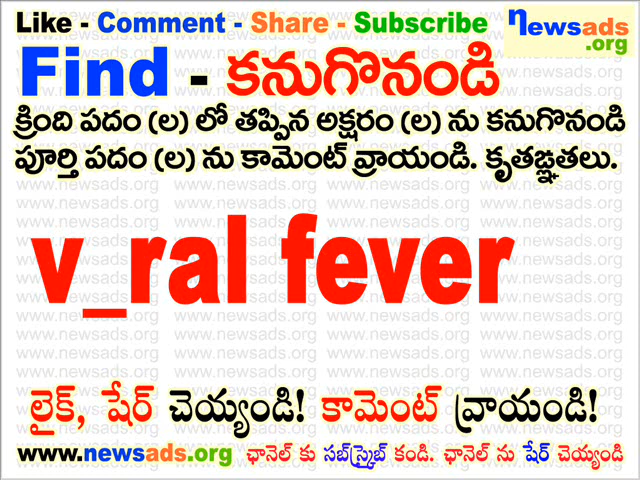 Like - Comment - Share - Subscribe
newsads
.org
Find - కనుగొనండి
క్రింది పదం (ల) లో తప్పిన అక్షరం (ల) ను కనుగొనండి
పూర్తి పదం (ల) ను కామెంట్ వ్రాయండి. కృతఙ్ఞతలు.
v_ral fever
లైక్, షేర్ చెయ్యండి! కామెంట్ వ్రాయండి!
www.newsads.org ఛానెల్ కు సబ్‌స్క్రైబ్ కండి. ఛానెల్ ను షేర్ చెయ్యండి